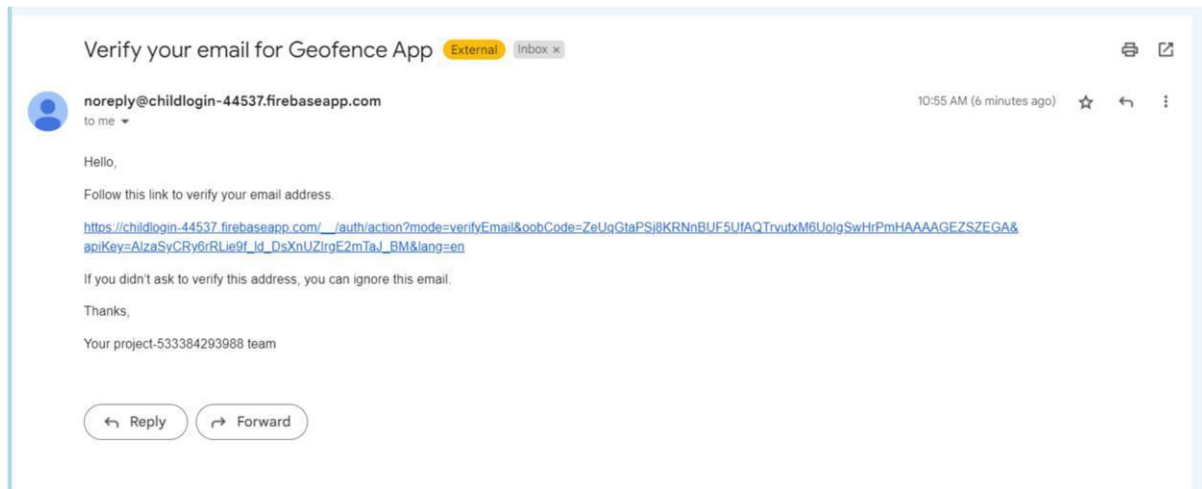 Verify your email for Geofence App External Inbox ×
noreply@childlogin-44537.firebaseapp.com 10:55 AM (6 minutes ago)
to me
Hello,
Follow this link to verify your email address.
https://childlogin-44537.firebaseapp.com/__/auth/action?mode=verifyEmail&oobCode=ZeUqGtaPSj8KRNnBUF5UfAQTrvutxM6UoIgSwHrPmHAAAAGEZSZEGA&
apiKey=AIzaSyCRy6rRLie9f_ld_DsXnUZIrgE2mTaJ_BM&lang=en
If you didn't ask to verify this address, you can ignore this email.
Thanks,
Your project-533384293988 team
Reply Forward